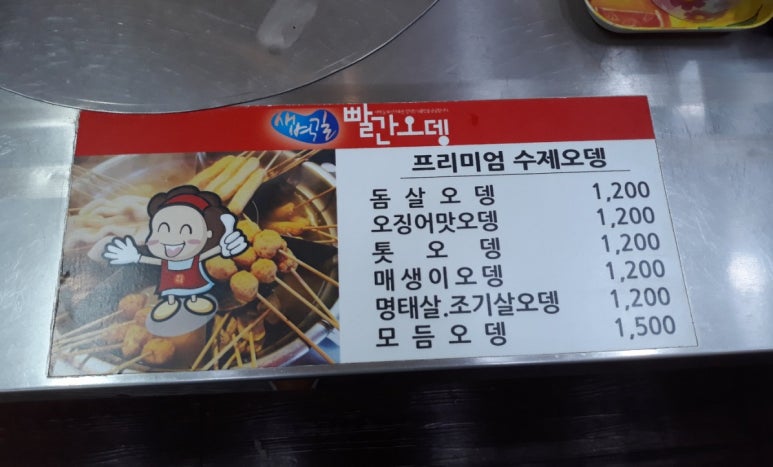 새벽길 빨간오뎅
프리미엄 수제오뎅
돔살오뎅 1,200
오징어맛오뎅 1,200
톳오뎅 1,200
매생이오뎅 1,200
명태살.조기살오뎅 1,200
모듬오뎅 1,500